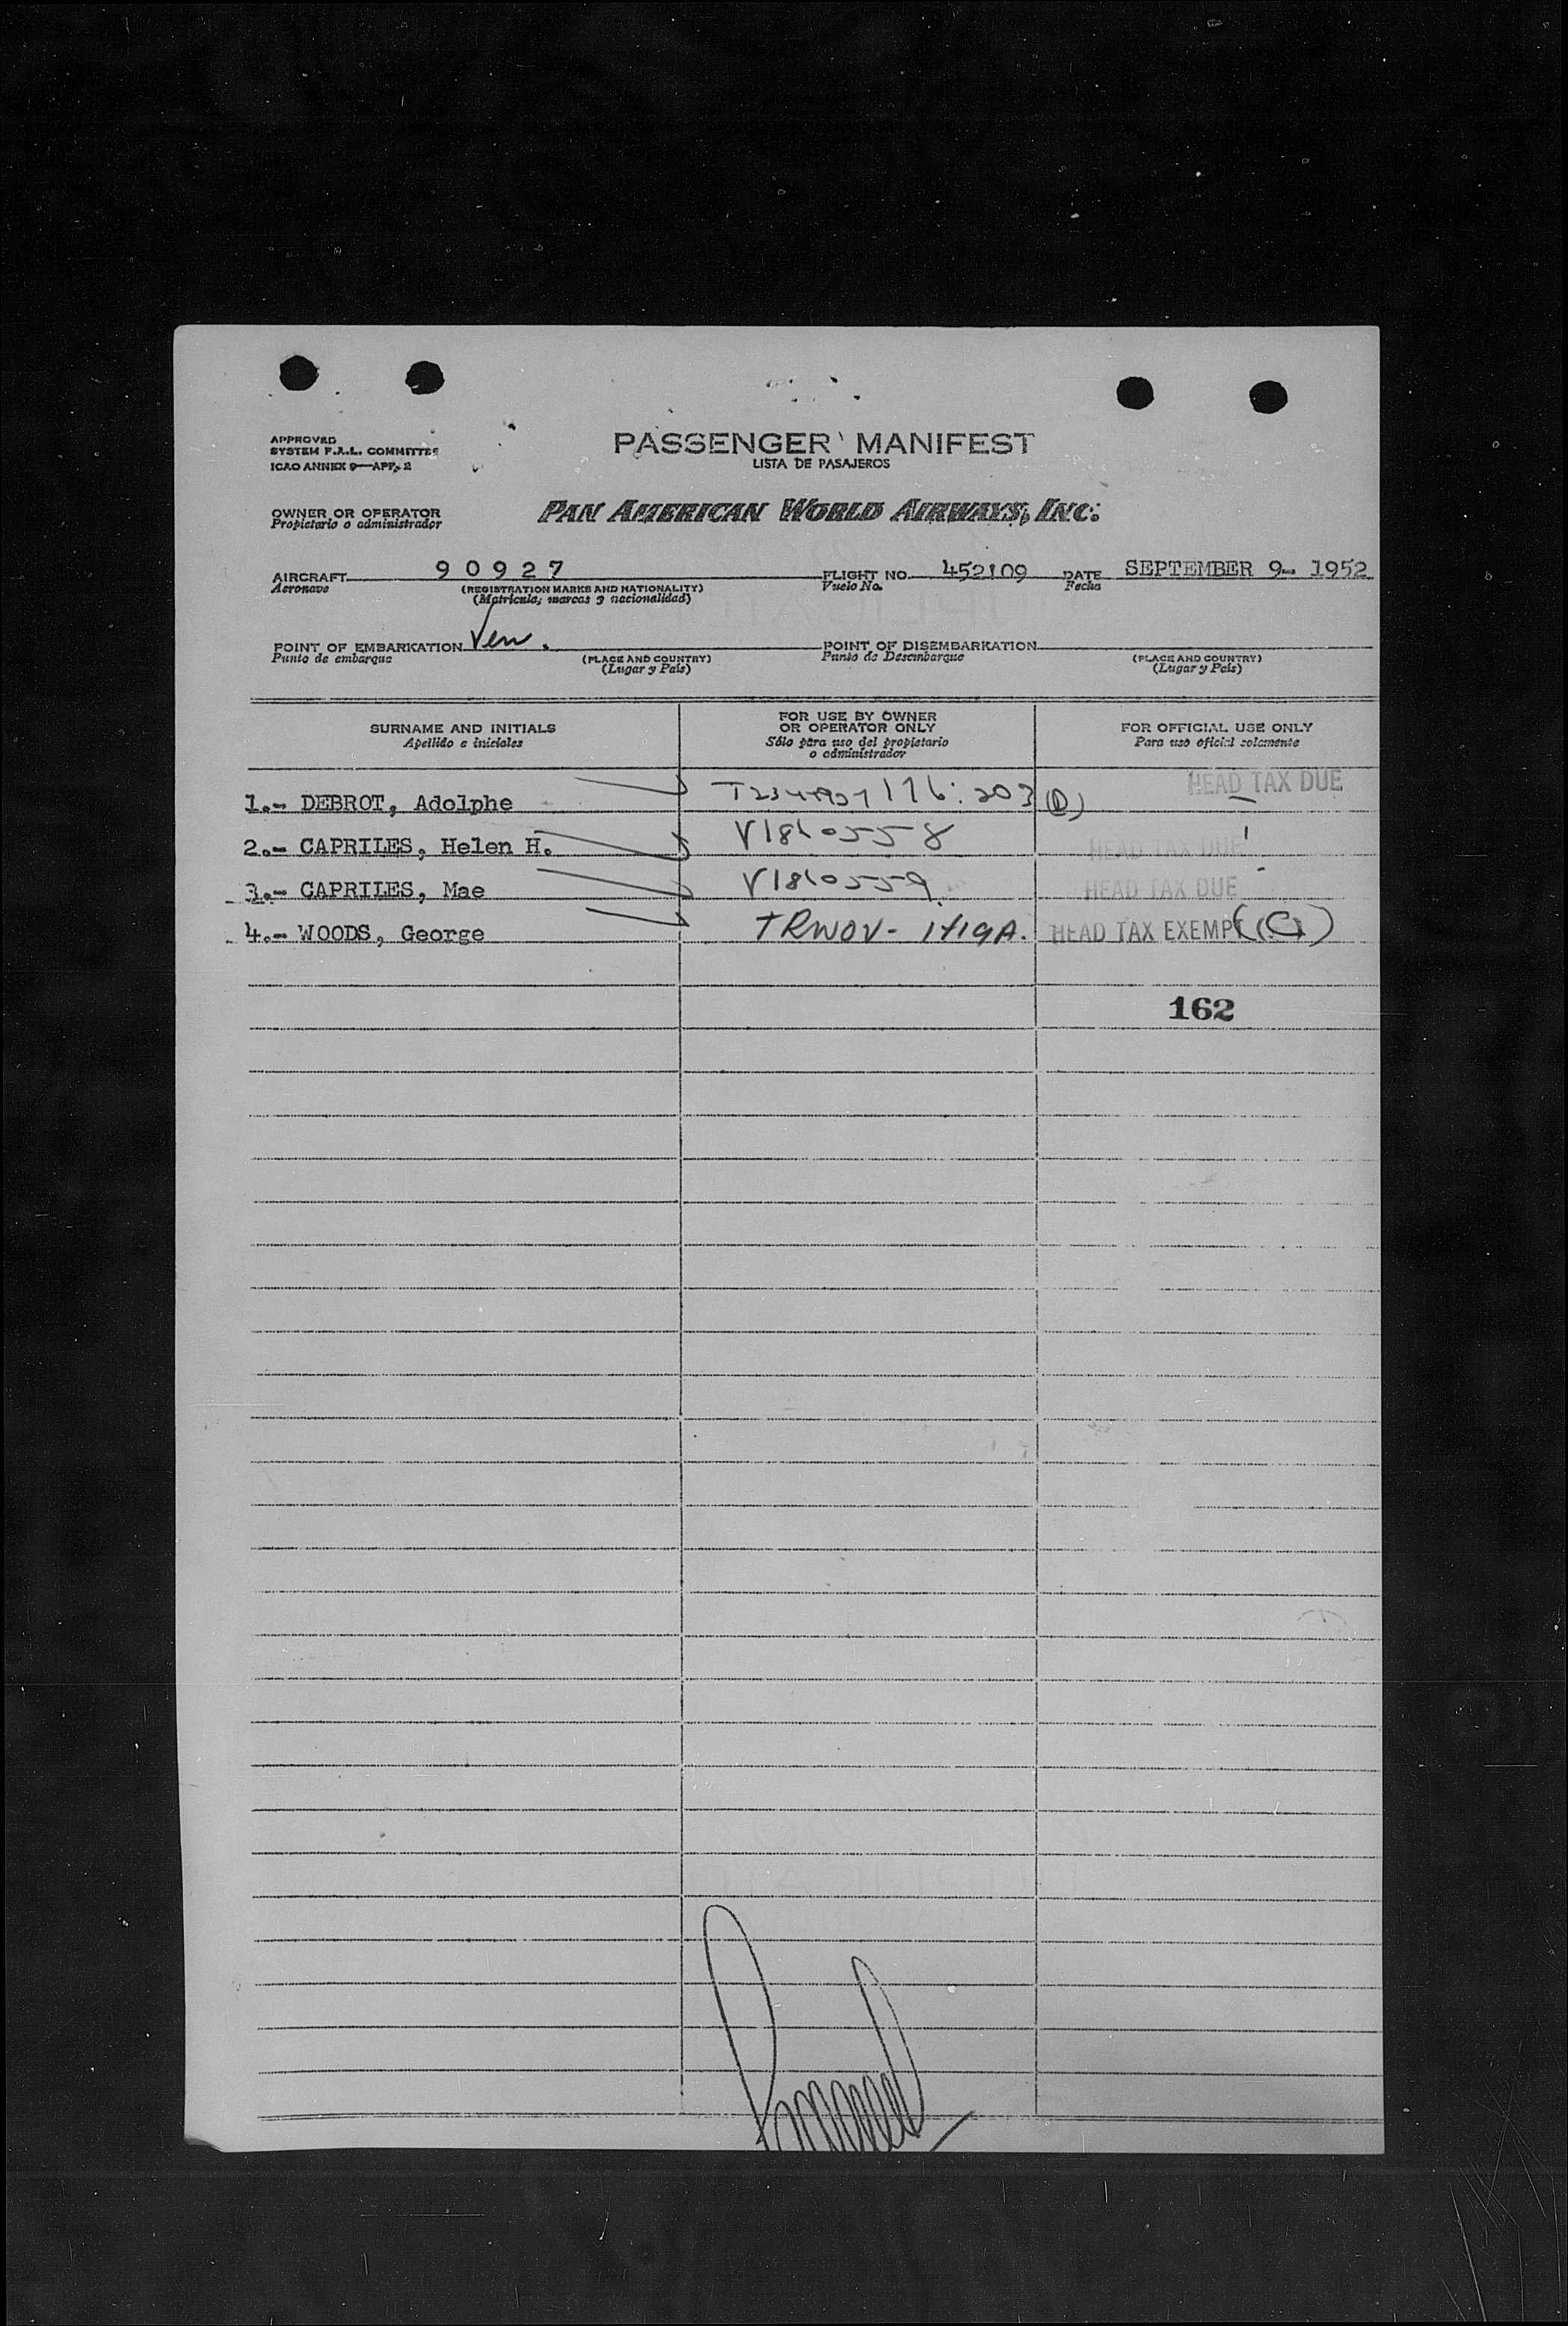 APPROVED
SYSTEM F.A.L. COMMITTEE
ICAO ANNEX 9—APP. 2
PASSENGER MANIFEST
LISTA DE PASAJEROS
OWNER OR OPERATOR
Propietario o administrador
PAN AMERICAN WORLD AIRWAYS, INC.
AIRCRAFT 90927 FLIGHT NO. 452109 DATE SEPTEMBER 9- 1952
Aeronave (REGISTRATION MARKS AND NATIONALITY) Vuelo No. Fecha
(Matricula, marcas y nacionalidad)
POINT OF EMBARKATION Ven. POINT OF DISEMBARKATION
Punto de embarque (PLACE AND COUNTRY) Punto de Desembarque (PLACE AND COUNTRY)
(Lugar y País) (Lugar y País)
SURNAME AND INITIALS
Apellido e iniciales
FOR USE BY OWNER
OR OPERATOR ONLY
Sólo para uso del propietario
o administrador
FOR OFFICIAL USE ONLY
Para uso oficial solamente
1.- DEBROT, Adolphe (D) HEAD TAX DUE
2.- CAPRILES, Helen H. V1810558 HEAD TAX DUE
3.- CAPRILES, Mae V1810559 HEAD TAX DUE
4.- WOODS, George TRWOV- 1419A. HEAD TAX EXEMPT (C)
162